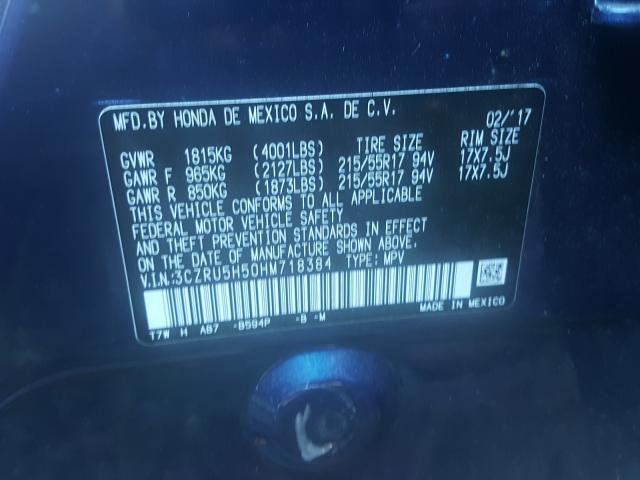 MFD.BY HONDA DE MEXICO S.A. DE C.V. 02/'17
GVWR 1815KG (4001LBS) TIRE SIZE RIM SIZE
GAWR F 965KG (2127LBS) 215/55R17 94V 17X7.5J
GAWR R 850KG (1873LBS) 215/55R17 94V 17X7.5J
THIS VEHICLE CONFORMS TO ALL APPLICABLE
FEDERAL MOTOR VEHICLE SAFETY
AND THEFT PREVENTION STANDARDS IN EFFECT
ON THE DATE OF MANUFACTURE SHOWN ABOVE.
V.I.N:3CZRU5H50HM718384 TYPE: MPV
T7W H AB7 -B594P -B -M MADE IN MEXICO